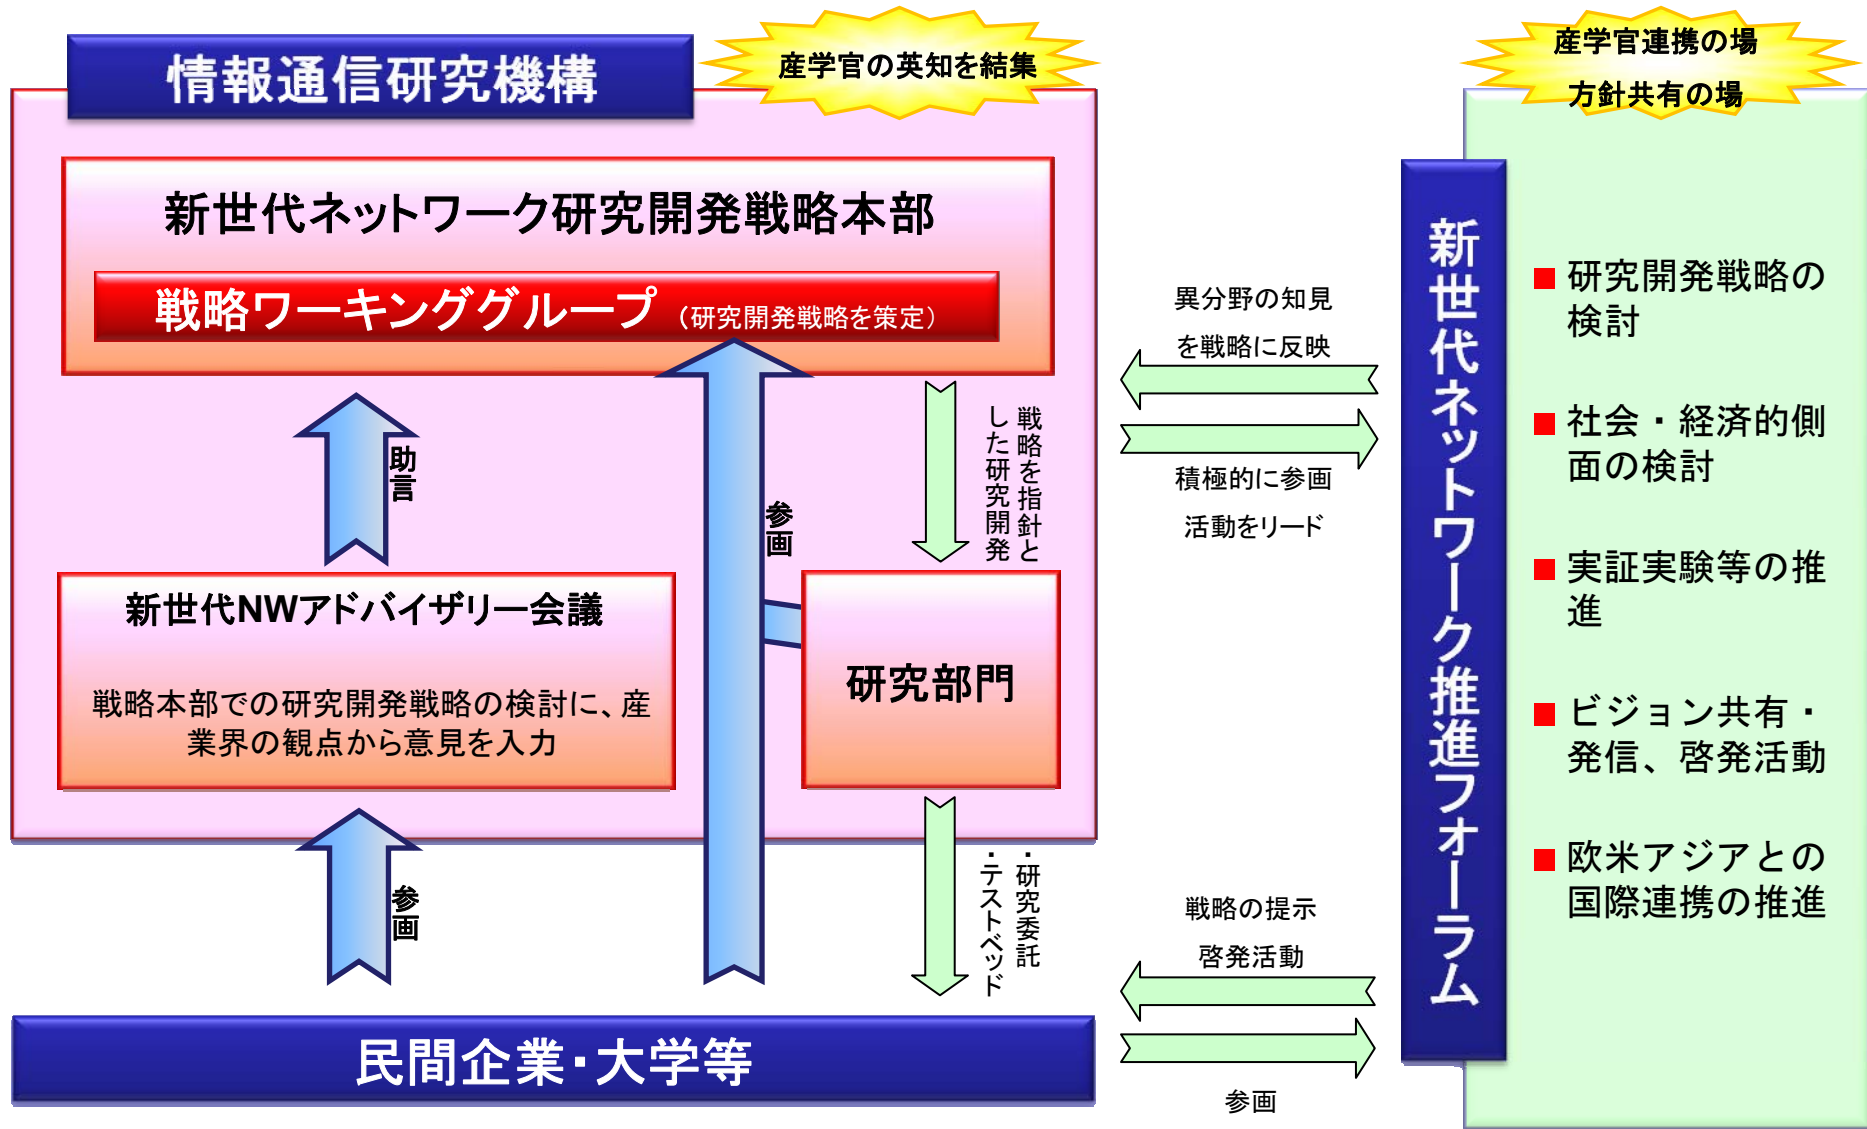 情報通信研究機構
産学官の英知を結集
新世代ネットワーク研究開発戦略本部
戦略ワーキンググループ（研究開発戦略を策定）
助言
参画
戦略を指針と
した研究開発
新世代NWアドバイザリー会議
戦略本部での研究開発戦略の検討に、産
業界の観点から意見を入力
研究部門
参画
・研究委託
・テストベッド
民間企業・大学等
異分野の知見
を戦略に反映
積極的に参画
活動をリード
戦略の提示
啓発活動
参画
産学官連携の場
方針共有の場
新世代ネットワーク推進フォーラム
■研究開発戦略の
検討
■社会・経済的側
面の検討
■実証実験等の推
進
■ビジョン共有・
発信、啓発活動
■欧米アジアとの
国際連携の推進